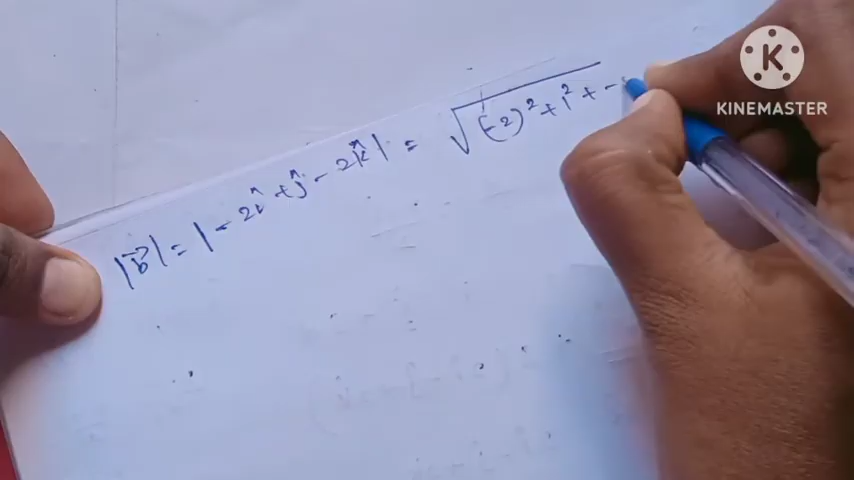 |b⃗| = |-2î + ĵ - 2k̂| = √(-2)² + 1² + -
K
KINEMASTER